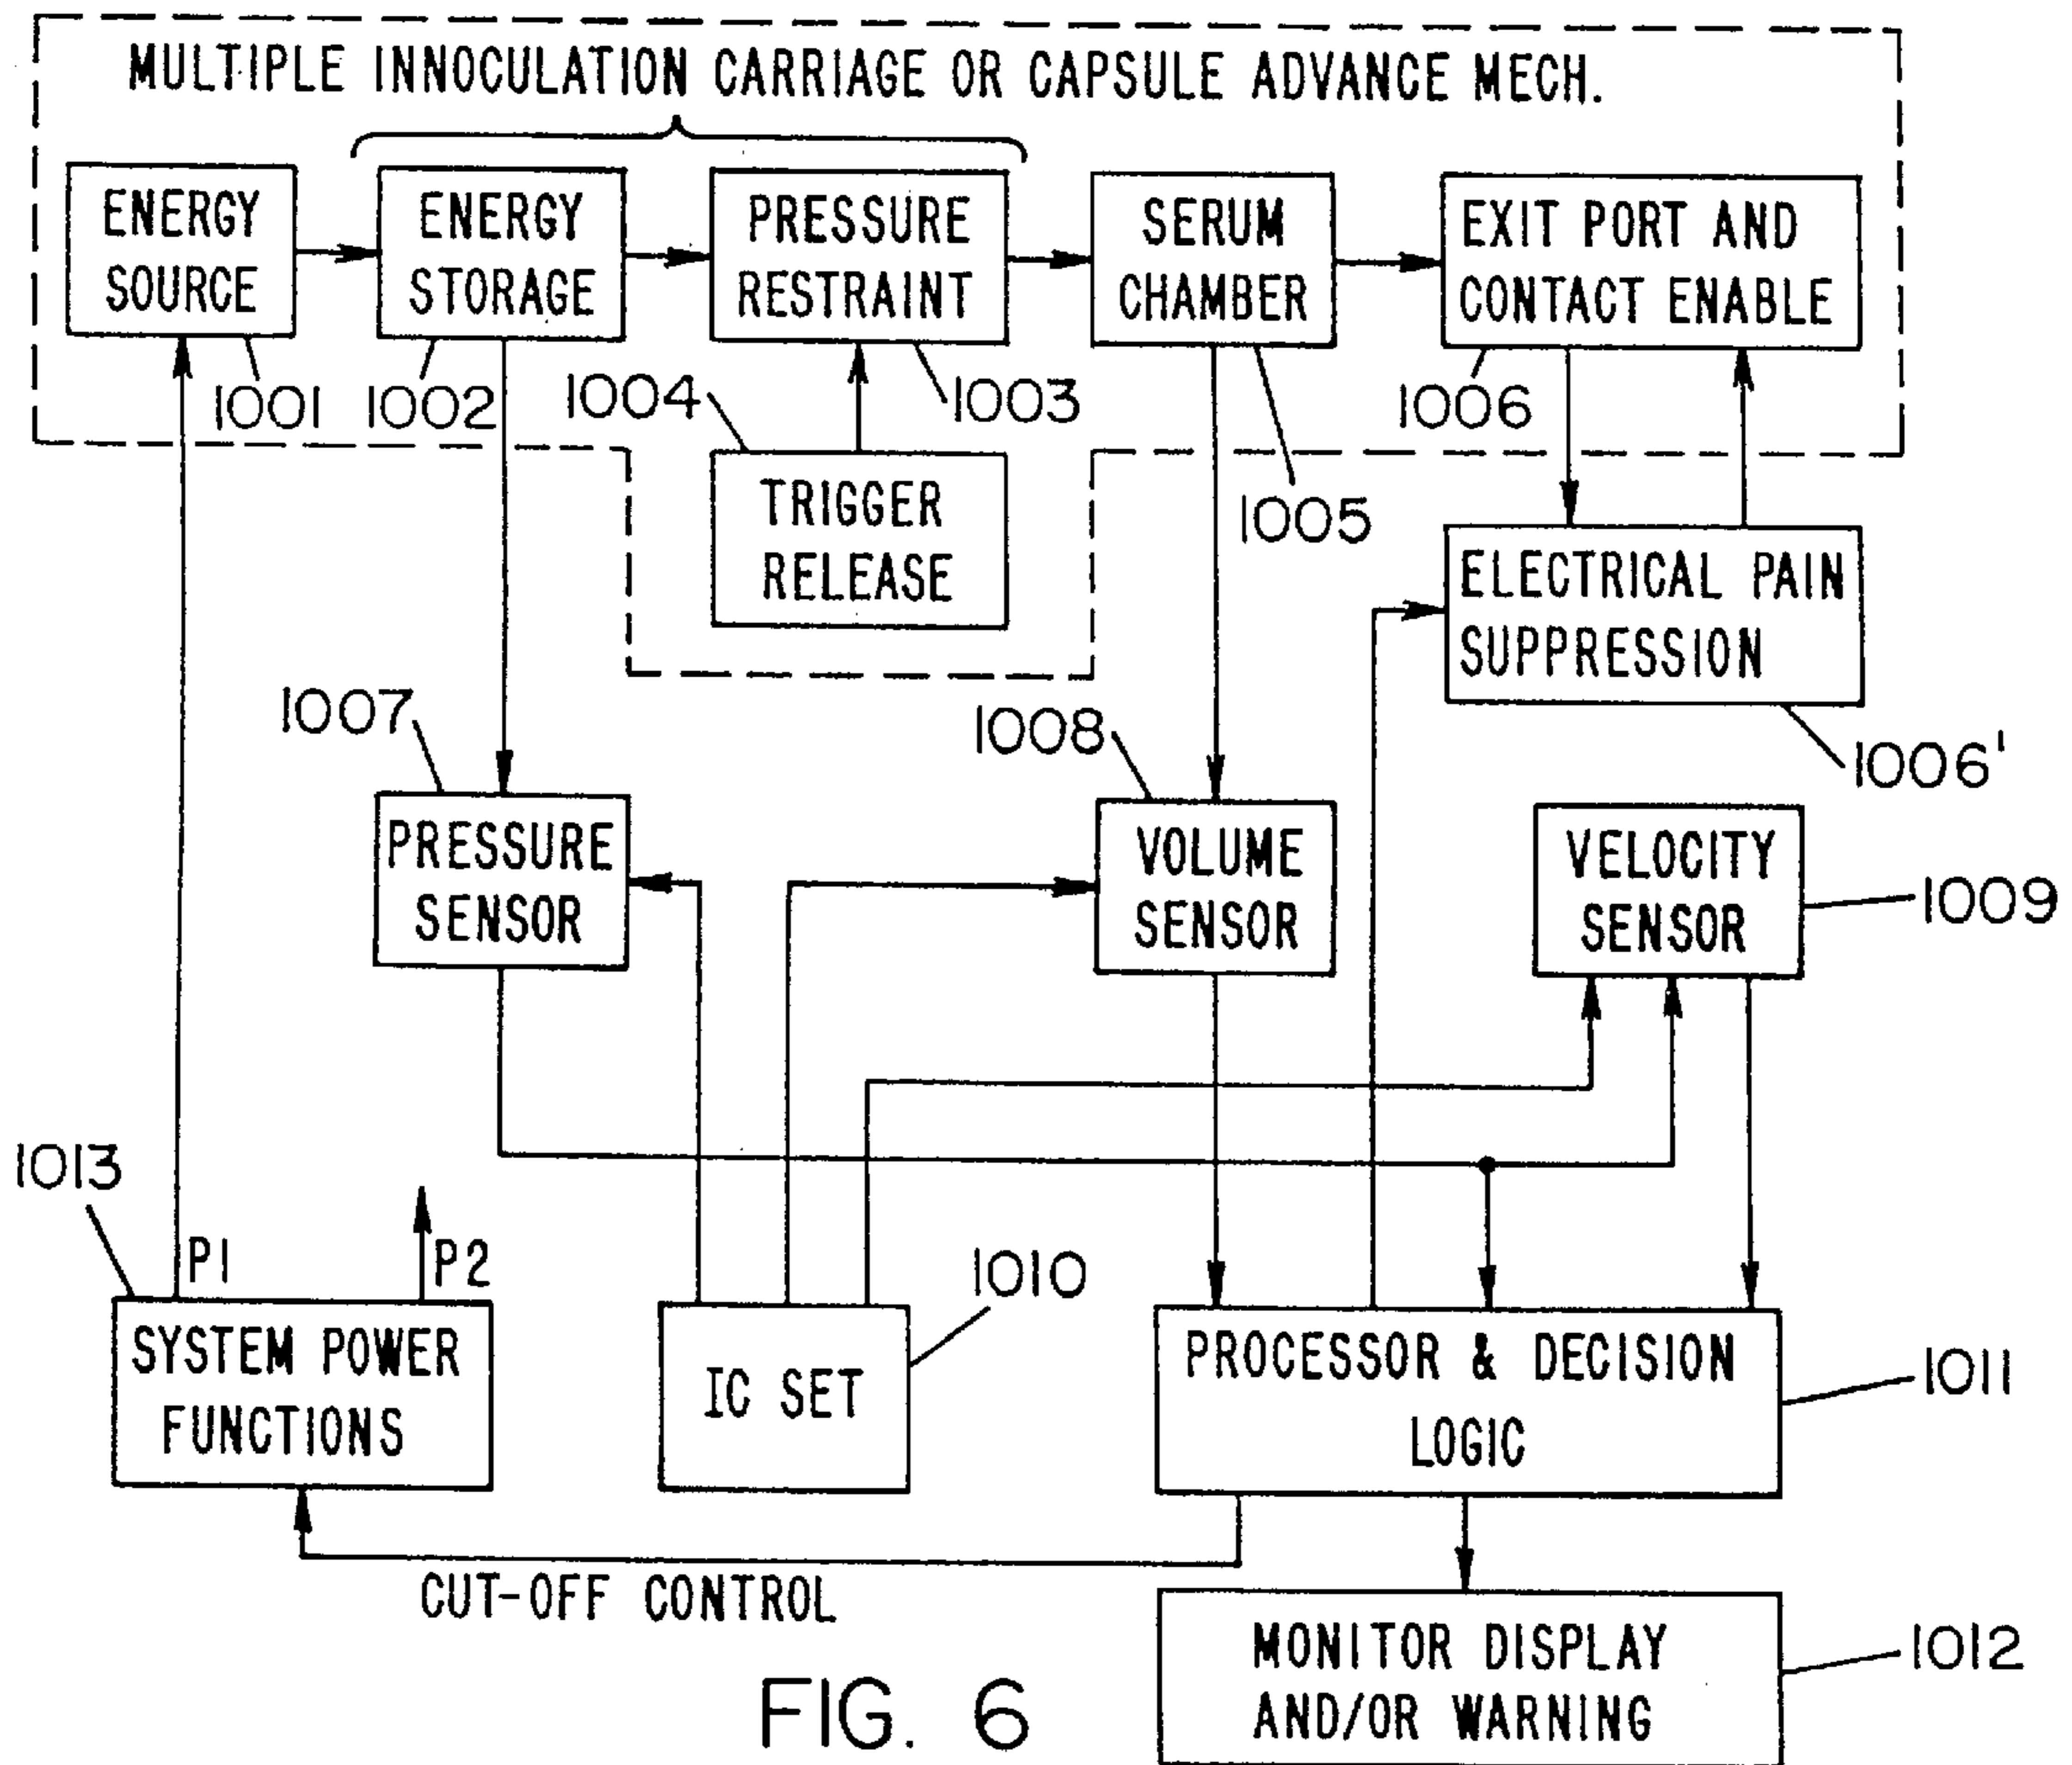 MULTIPLE INNOCULATION CARRIAGE OR CAPSULE ADVANCE MECH.
ENERGY
SOURCE
ENERGY
STORAGE
PRESSURE
RESTRAINT
SERUM
CHAMBER
EXIT PORT AND
CONTACT ENABLE
1001
1002
1004
1003
1006
1005
TRIGGER
RELEASE
ELECTRICAL PAIN
SUPPRESSION
1006'
1007
1008
PRESSURE
SENSOR
VOLUME
SENSOR
VELOCITY
SENSOR
1009
1013
P1
P2
1010
SYSTEM POWER
FUNCTIONS
IC SET
PROCESSOR & DECISION
LOGIC
1011
CUT-OFF CONTROL
MONITOR DISPLAY
AND/OR WARNING
1012
FIG. 6